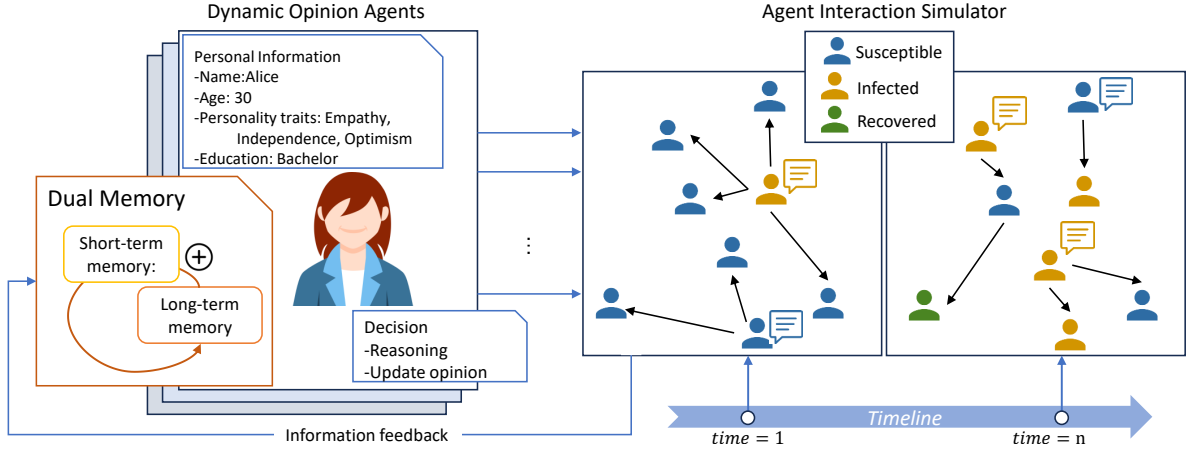 Dynamic Opinion Agents
Personal Information
-Name:Alice
-Age: 30
-Personality traits: Empathy,
Independence, Optimism
-Education: Bachelor
Dual Memory
Short-term
memory:
Long-term
memory
Decision
-Reasoning
-Update opinion
Information feedback
Agent Interaction Simulator
Susceptible
Infected
Recovered
Timeline
time = 1
time = n